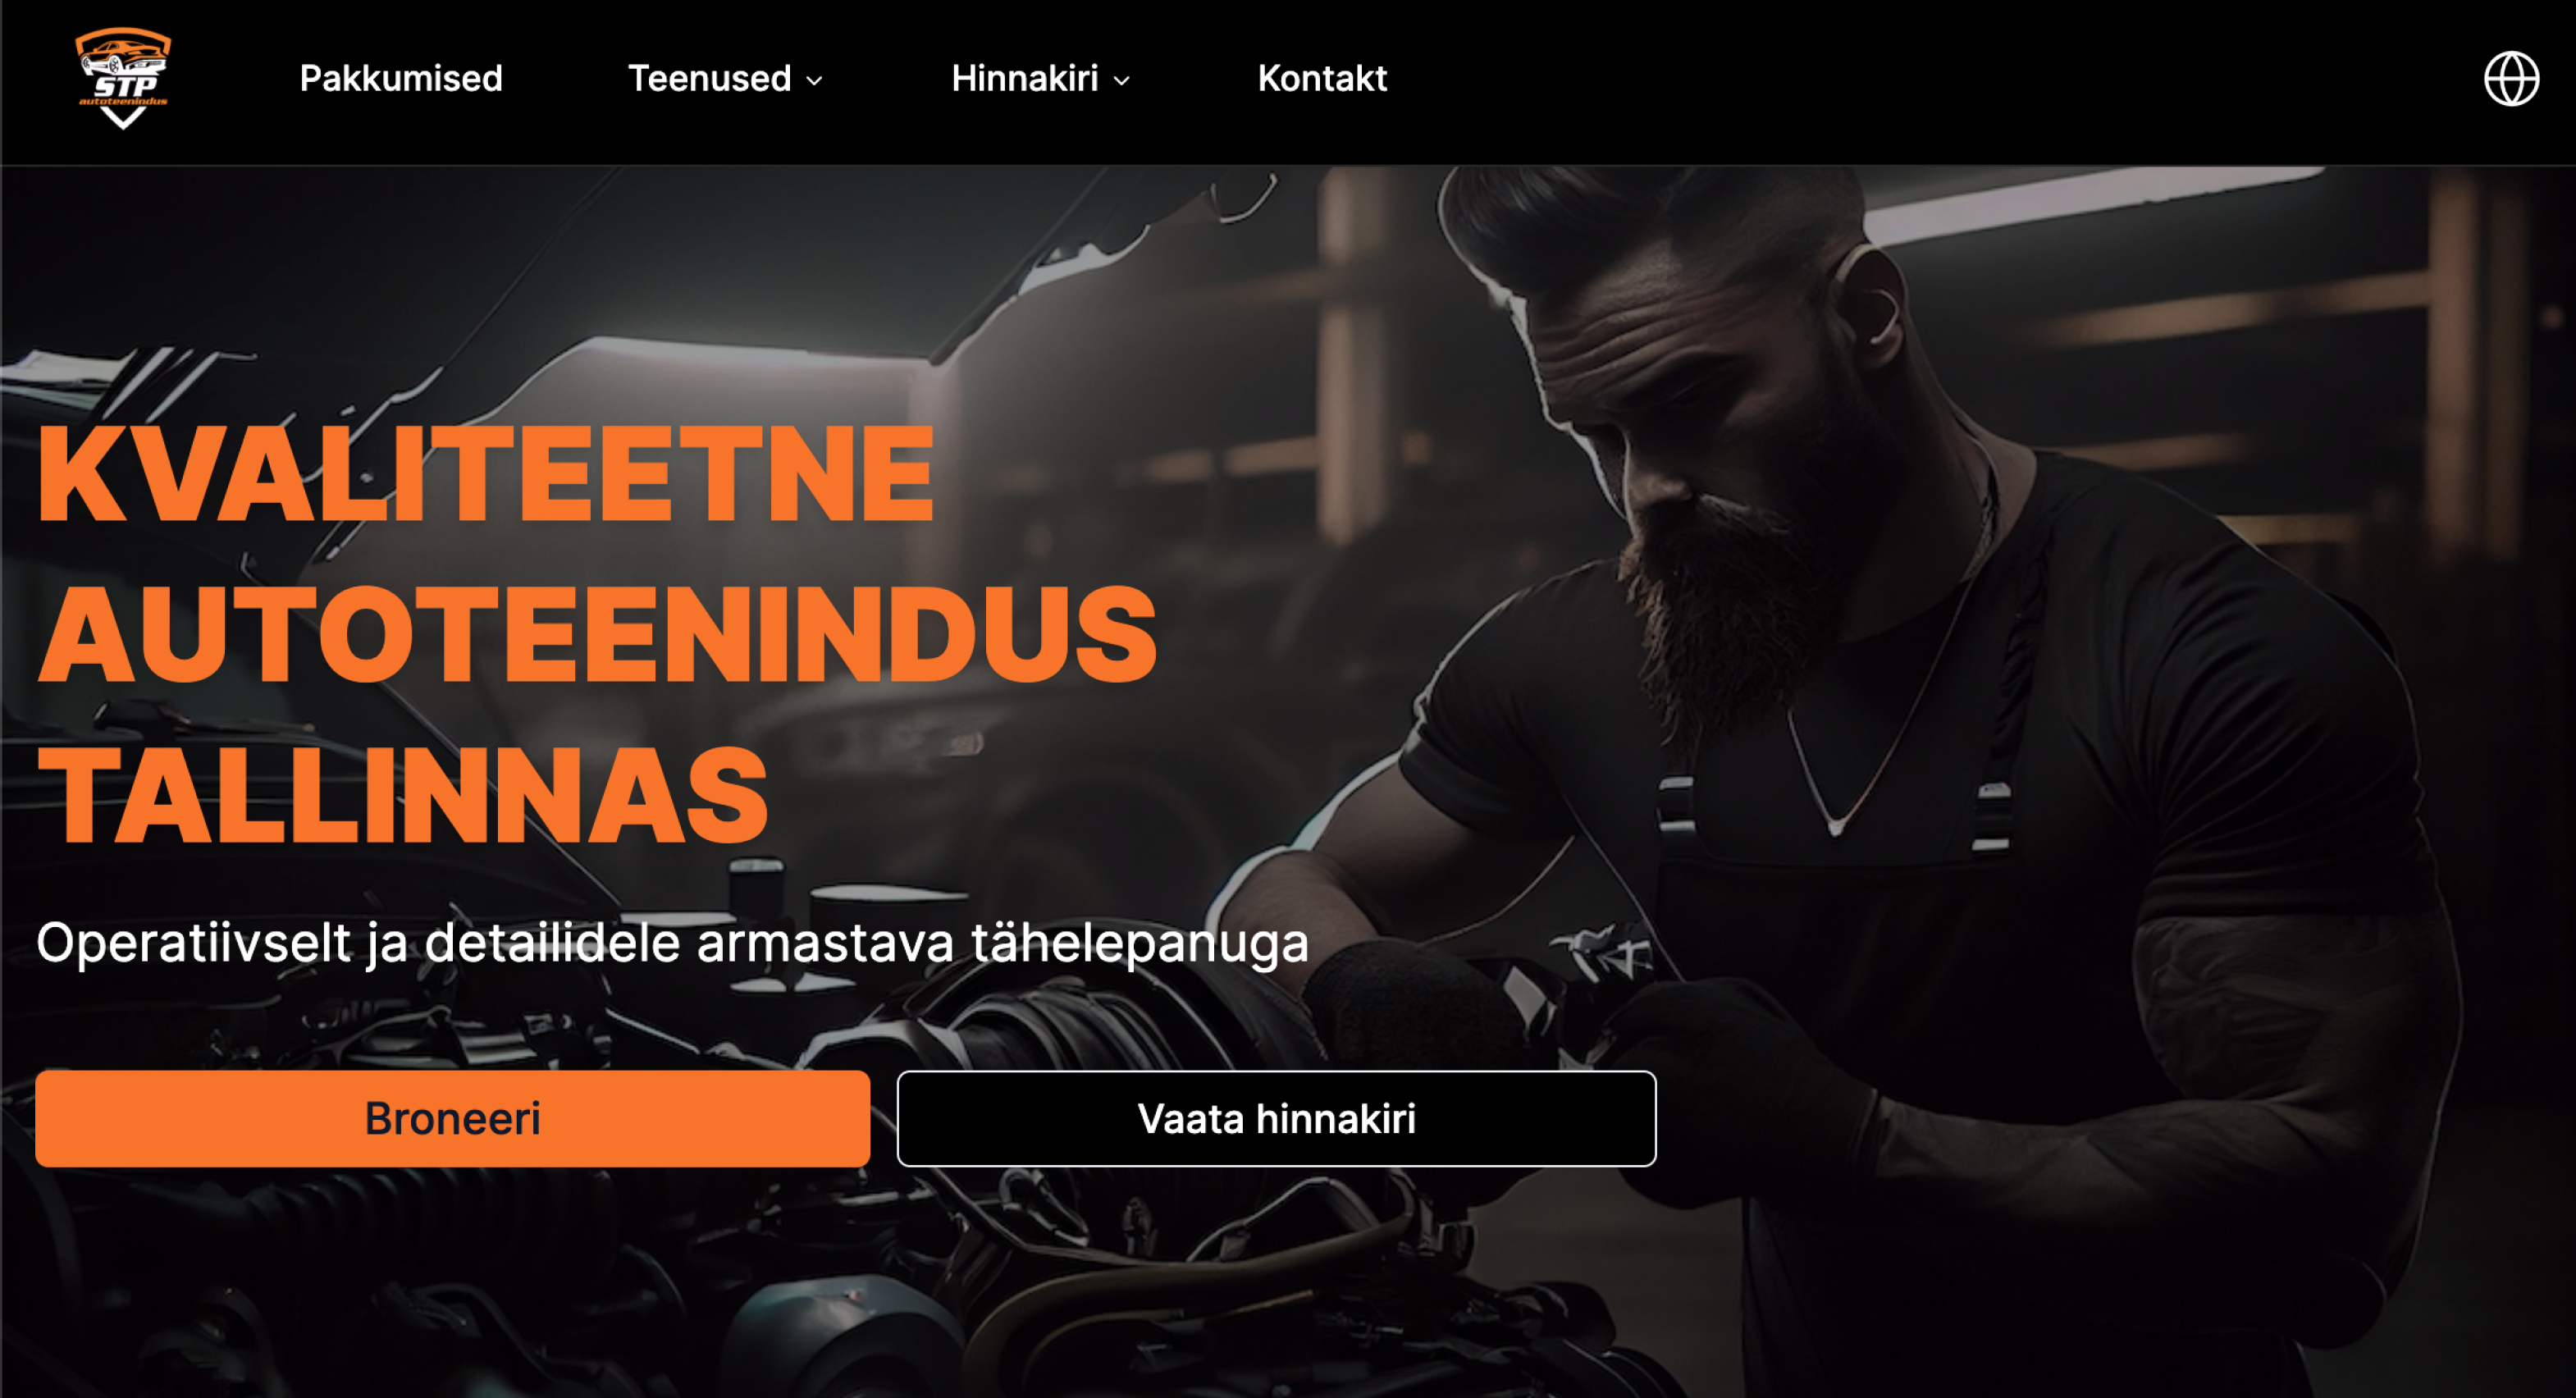 STP
autoteenindus
Pakkumised
Teenused
Hinnakiri
Kontakt
KVALITEETNE
AUTOTEENINDUS
TALLINNAS
Operatiivselt ja detailidele armastava tähelepanuga
Broneeri
Vaata hinnakiri